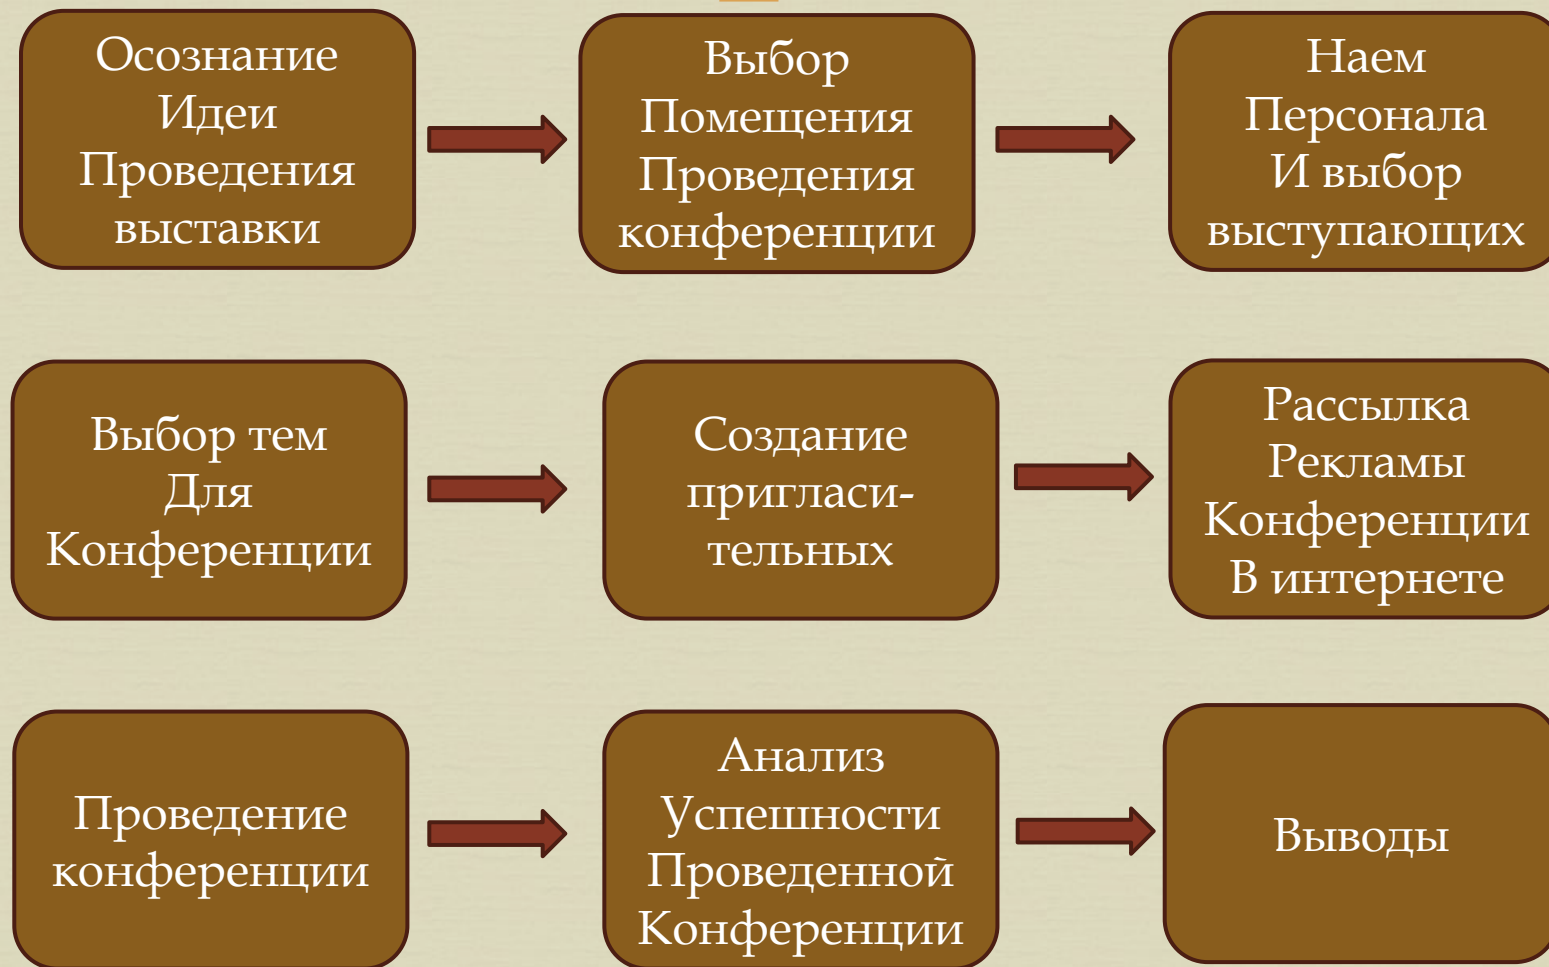 Осознание
Идеи
Проведения
выставки
Выбор
Помещения
Проведения
конференции
Наем
Персонала
И выбор
выступающих
Выбор тем
Для
Конференции
Создание
пригласи-
тельных
Рассылка
Рекламы
Конференции
В интернете
Проведение
конференции
Анализ
Успешности
Проведенной
Конференции
Выводы